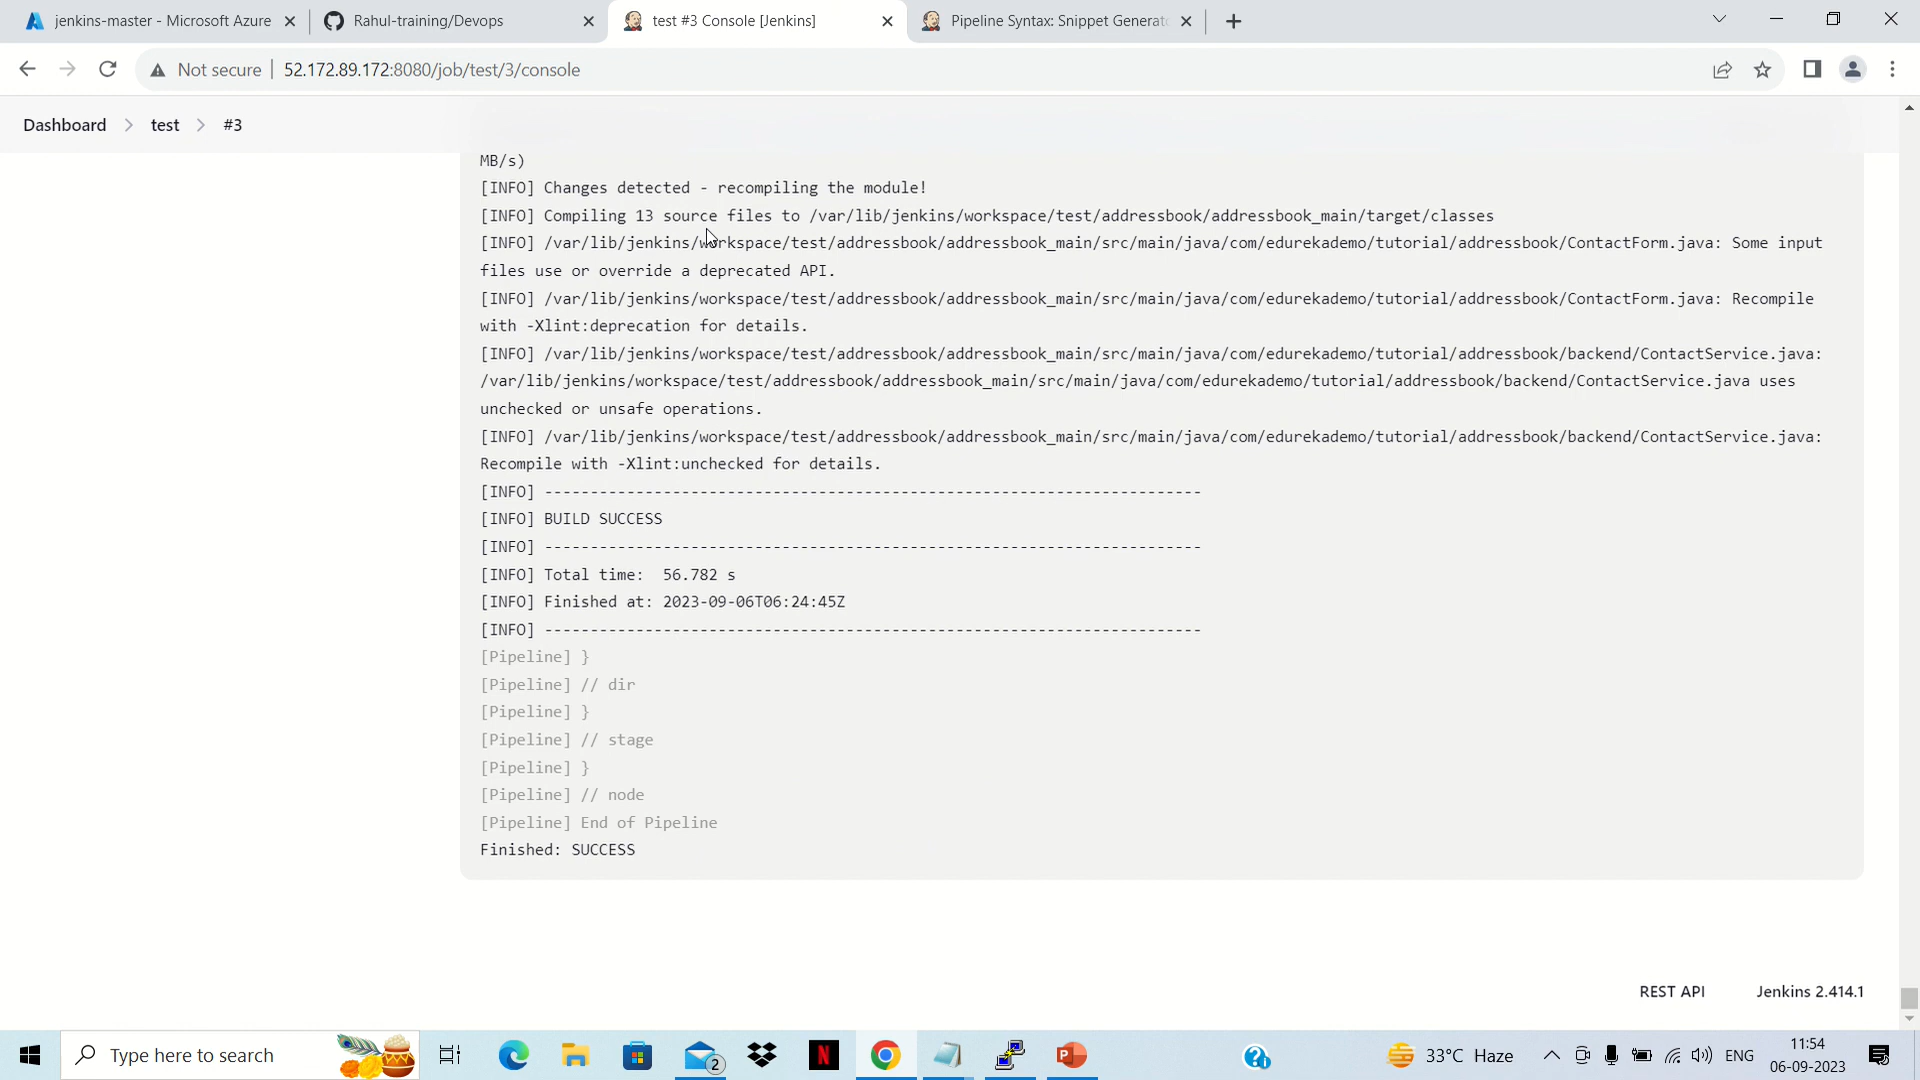 jenkins-master - Microsoft Azure
Rahul-training/Devops
test #3 Console [Jenkins]
Pipeline Syntax: Snippet Generat
Not secure
52.172.89.172:8080/job/test/3/console
Dashboard > test > #3
MB/s)
[INFO] Changes detected - recompiling the module!
[INFO] Compiling 13 source files to /var/lib/jenkins/workspace/test/addressbook/addressbook_main/target/classes
[INFO] /var/lib/jenkins/workspace/test/addressbook/addressbook_main/src/main/java/com/edurekademo/tutorial/addressbook/ContactForm.java: Some input
files use or override a deprecated API.
[INFO] /var/lib/jenkins/workspace/test/addressbook/addressbook_main/src/main/java/com/edurekademo/tutorial/addressbook/ContactForm.java: Recompile
with -Xlint:deprecation for details.
[INFO] /var/lib/jenkins/workspace/test/addressbook/addressbook_main/src/main/java/com/edurekademo/tutorial/addressbook/backend/ContactService.java:
/var/lib/jenkins/workspace/test/addressbook/addressbook_main/src/main/java/com/edurekademo/tutorial/addressbook/backend/ContactService.java uses
unchecked or unsafe operations.
[INFO] /var/lib/jenkins/workspace/test/addressbook/addressbook_main/src/main/java/com/edurekademo/tutorial/addressbook/backend/ContactService.java:
Recompile with -Xlint:unchecked for details.
[INFO] ------------------------------------------------------------------------
[INFO] BUILD SUCCESS
[INFO] ------------------------------------------------------------------------
[INFO] Total time:  56.782 s
[INFO] Finished at: 2023-09-06T06:24:45Z
[INFO] ------------------------------------------------------------------------
[Pipeline] }
[Pipeline] // dir
[Pipeline] }
[Pipeline] // stage
[Pipeline] }
[Pipeline] // node
[Pipeline] End of Pipeline
Finished: SUCCESS
REST API
Jenkins 2.414.1
Type here to search
2
N
33°C Haze
ENG
11:54
06-09-2023